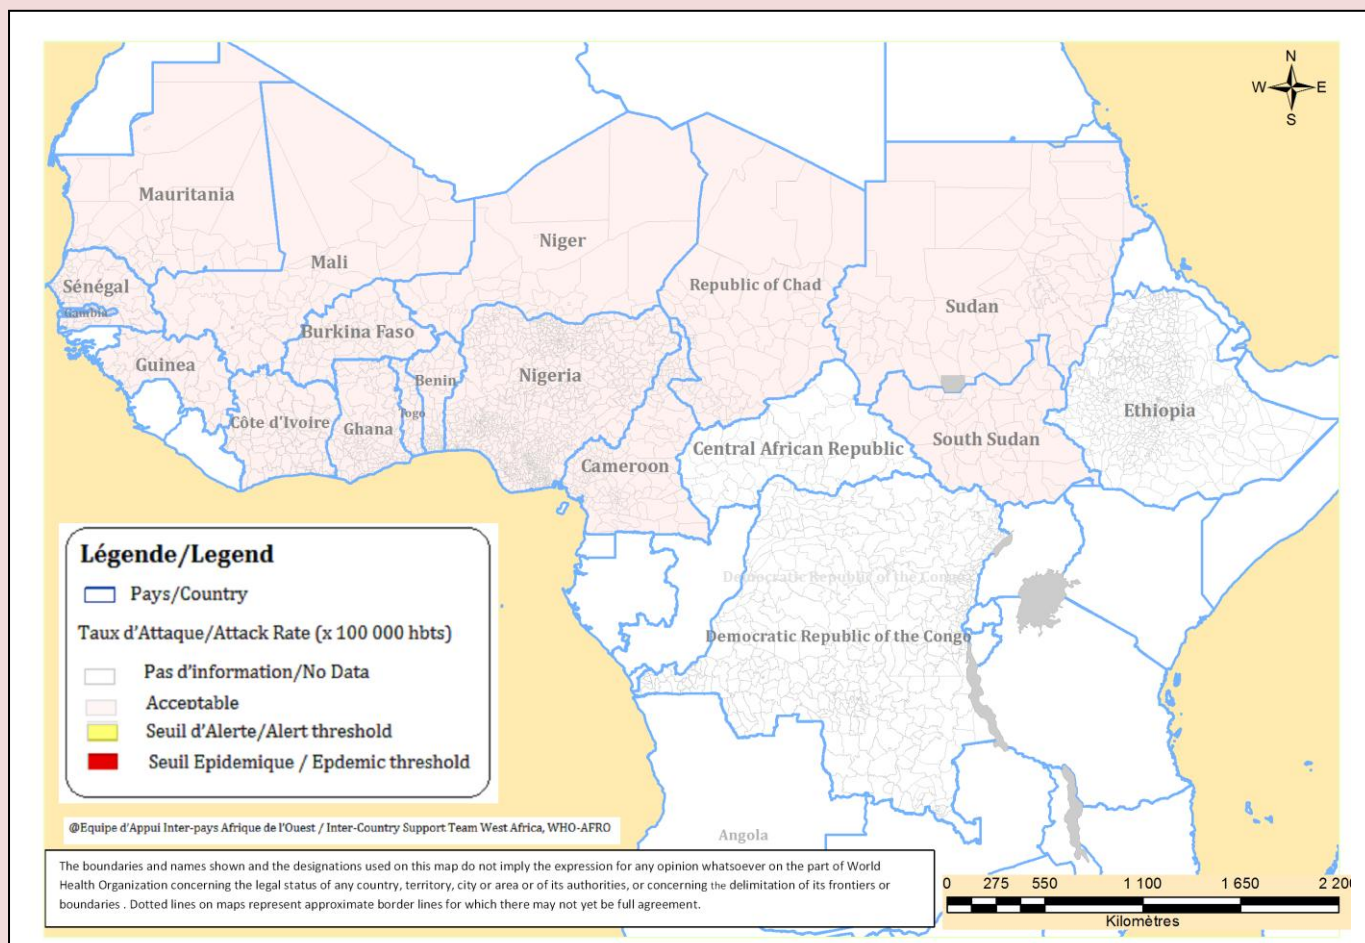 N
W E
S
Mauritania
Niger
Mali
Republic of Chad
Sénégal
Gambia
Sudan
Burkina Faso
Guinea
Nigeria
Benin
Togo
Ethiopia
Côte d'Ivoire
Ghana
South Sudan
Central African Republic
Cameroon
Democratic Republic of the Congo
Democratic Republic of the Congo
Angola
Légende/Legend
Pays/Country
Taux d'Attaque/Attack Rate (x 100 000 hbts)
Pas d'information/No Data
Acceptable
Seuil d'Alerte/Alert threshold
Seuil Epidemique / Epdemic threshold
@Equipe d'Appui Inter-pays Afrique de l'Ouest / Inter-Country Support Team West Africa, WHO-AFRO
The boundaries and names shown and the designations used on this map do not imply the expression for any opinion whatsoever on the part of World
Health Organization concerning the legal status of any country, territory, city or area or of its authorities, or concerning the delimitation of its frontiers or
boundaries . Dotted lines on maps represent approximate border lines for which there may not yet be full agreement.
0 275 550 1 100 1 650 2 200
Kilomètres